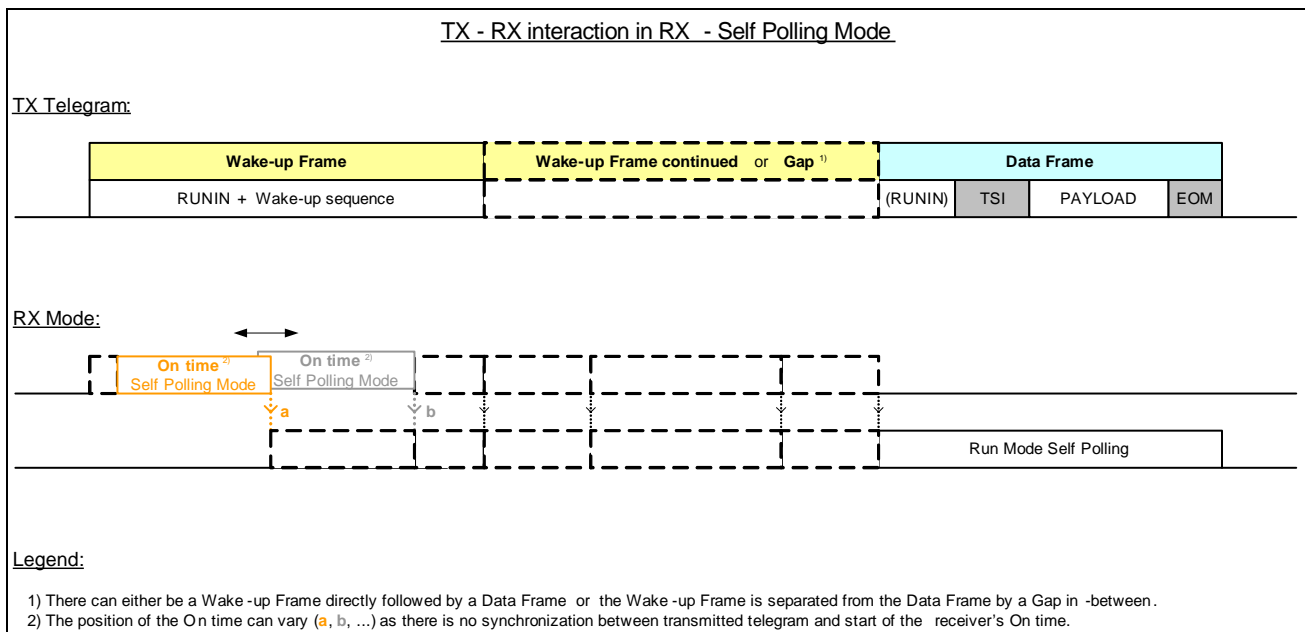 TX - RX interaction in RX - Self Polling Mode
TX Telegram:
Wake-up Frame
Wake-up Frame continued or Gap 1)
Data Frame
RUNIN + Wake-up sequence
(RUNIN)
TSI
PAYLOAD
EOM
RX Mode:
On time 2)
Self Polling Mode
On time 2)
Self Polling Mode
a
b
Run Mode Self Polling
Legend:
1) There can either be a Wake -up Frame directly followed by a Data Frame or the Wake -up Frame is separated from the Data Frame by a Gap in -between.
2) The position of the On time can vary (a, b, ...) as there is no synchronization between transmitted telegram and start of the receiver's On time.